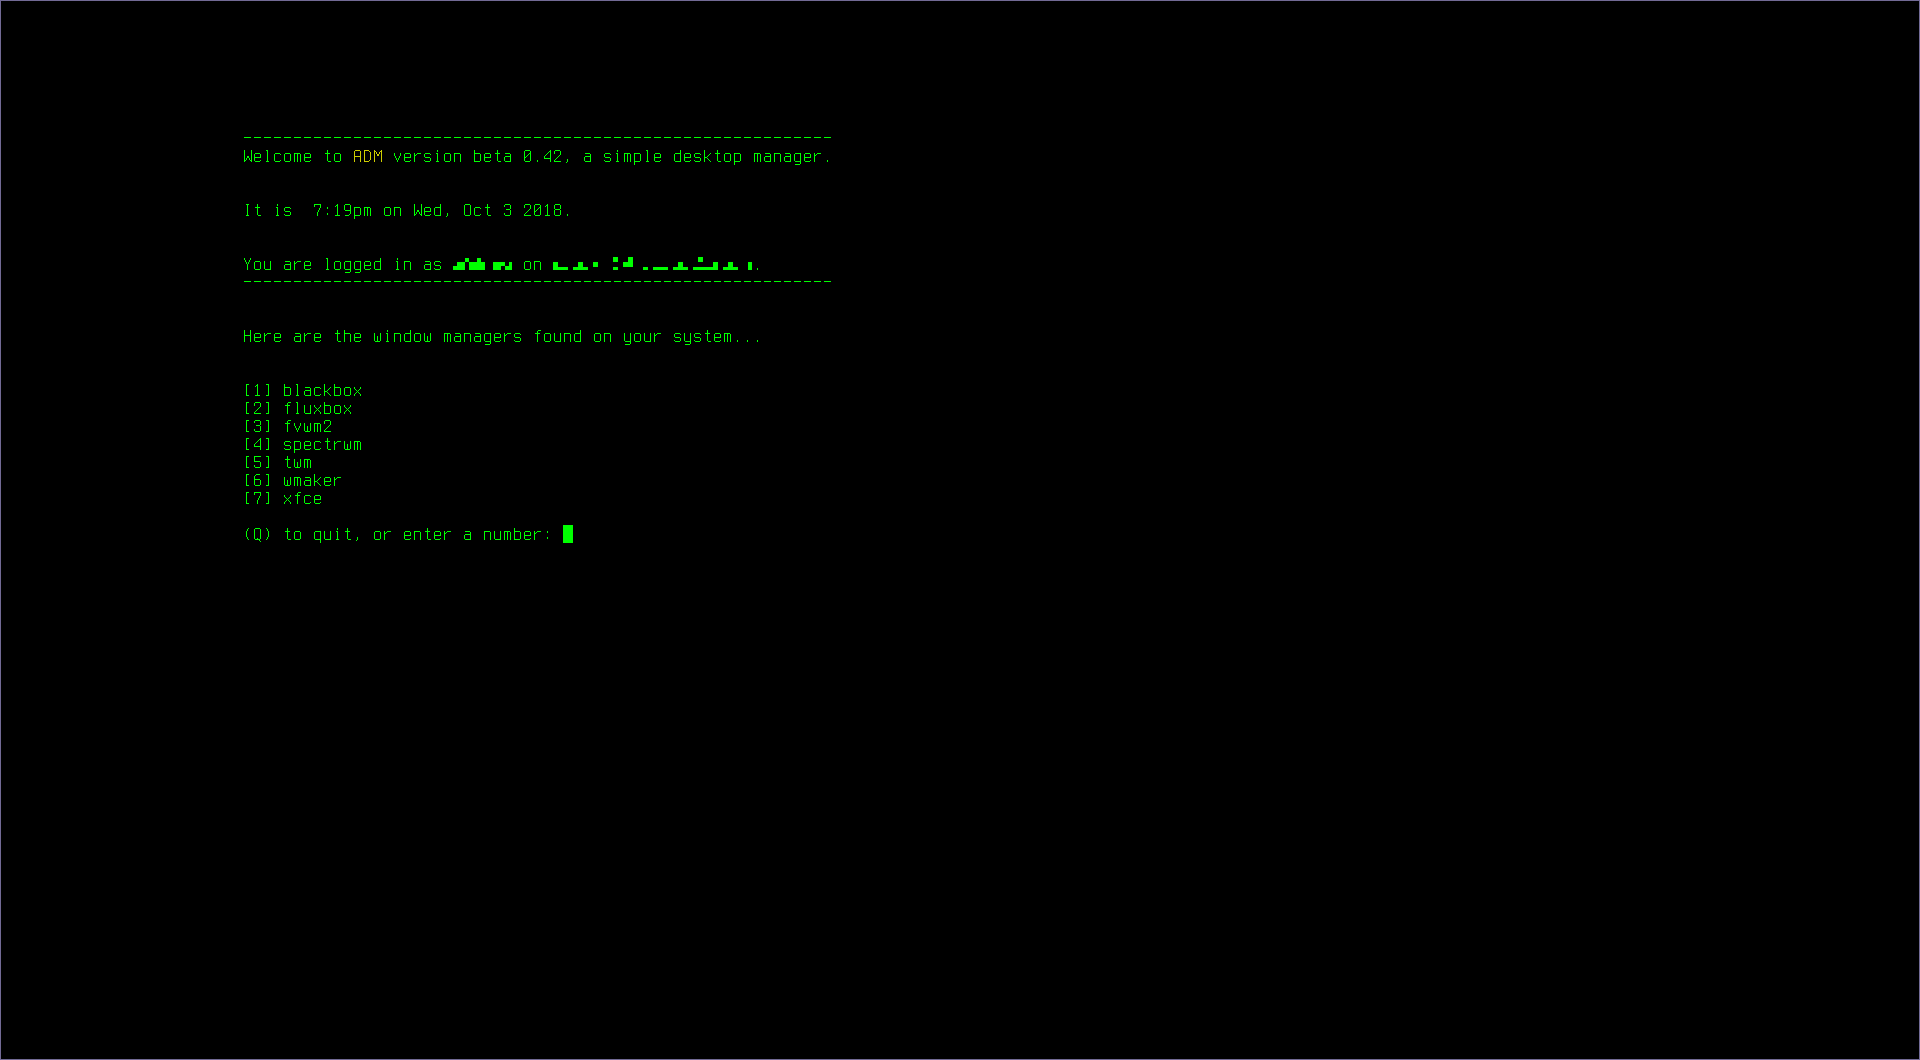 -----------------------------------------------------------
Welcome to ADM version beta 0.42, a simple desktop manager.
It is  7:19pm on Wed, Oct 3 2018.
You are logged in as on .
-----------------------------------------------------------
Here are the window managers found on your system...
[1] blackbox
[2] fluxbox
[3] fvwm2
[4] spectrwm
[5] twm
[6] wmaker
[7] xfce
(Q) to quit, or enter a number: